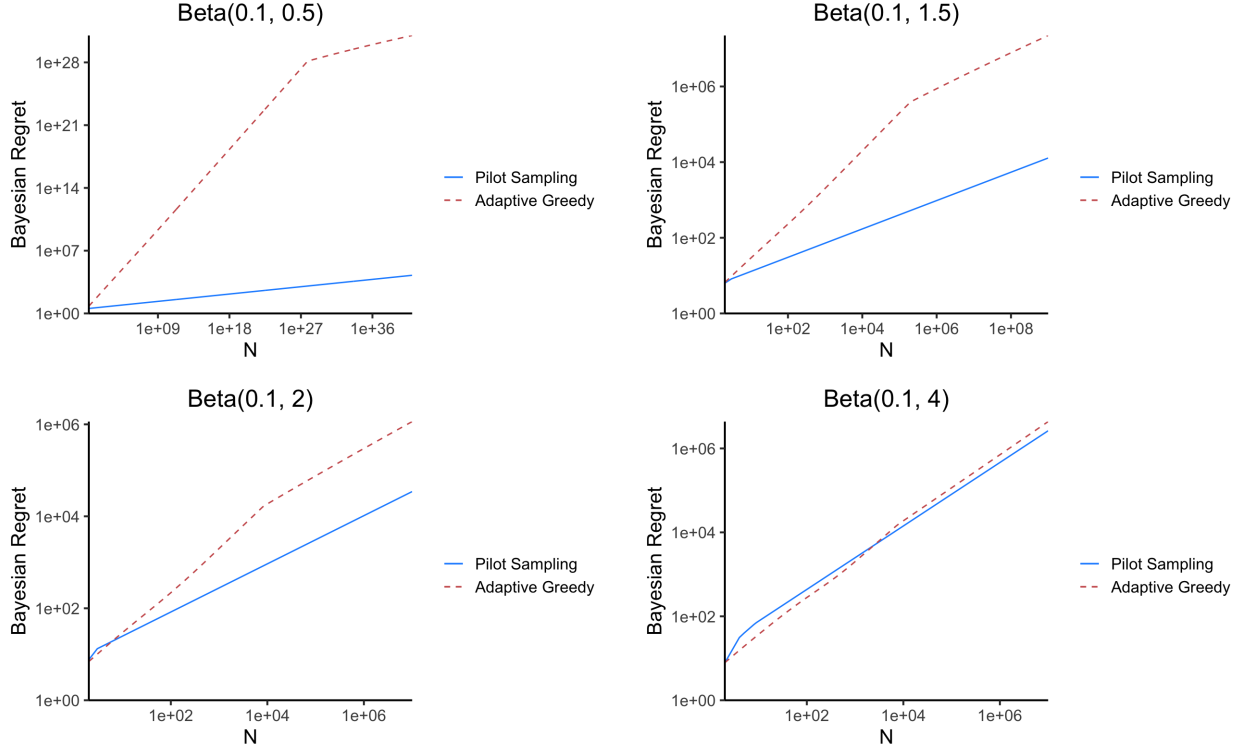 Beta(0.1, 0.5)
Bayesian Regret
1e+28
1e+21
1e+14
1e+07
1e+00
1e+09 1e+18 1e+27 1e+36
N
Pilot Sampling
Adaptive Greedy
Beta(0.1, 1.5)
Bayesian Regret
1e+06
1e+04
1e+02
1e+00
1e+02 1e+04 1e+06 1e+08
N
Pilot Sampling
Adaptive Greedy
Beta(0.1, 2)
Bayesian Regret
1e+06
1e+04
1e+02
1e+00
1e+02 1e+04 1e+06
N
Pilot Sampling
Adaptive Greedy
Beta(0.1, 4)
Bayesian Regret
1e+06
1e+04
1e+02
1e+00
1e+02 1e+04 1e+06
N
Pilot Sampling
Adaptive Greedy